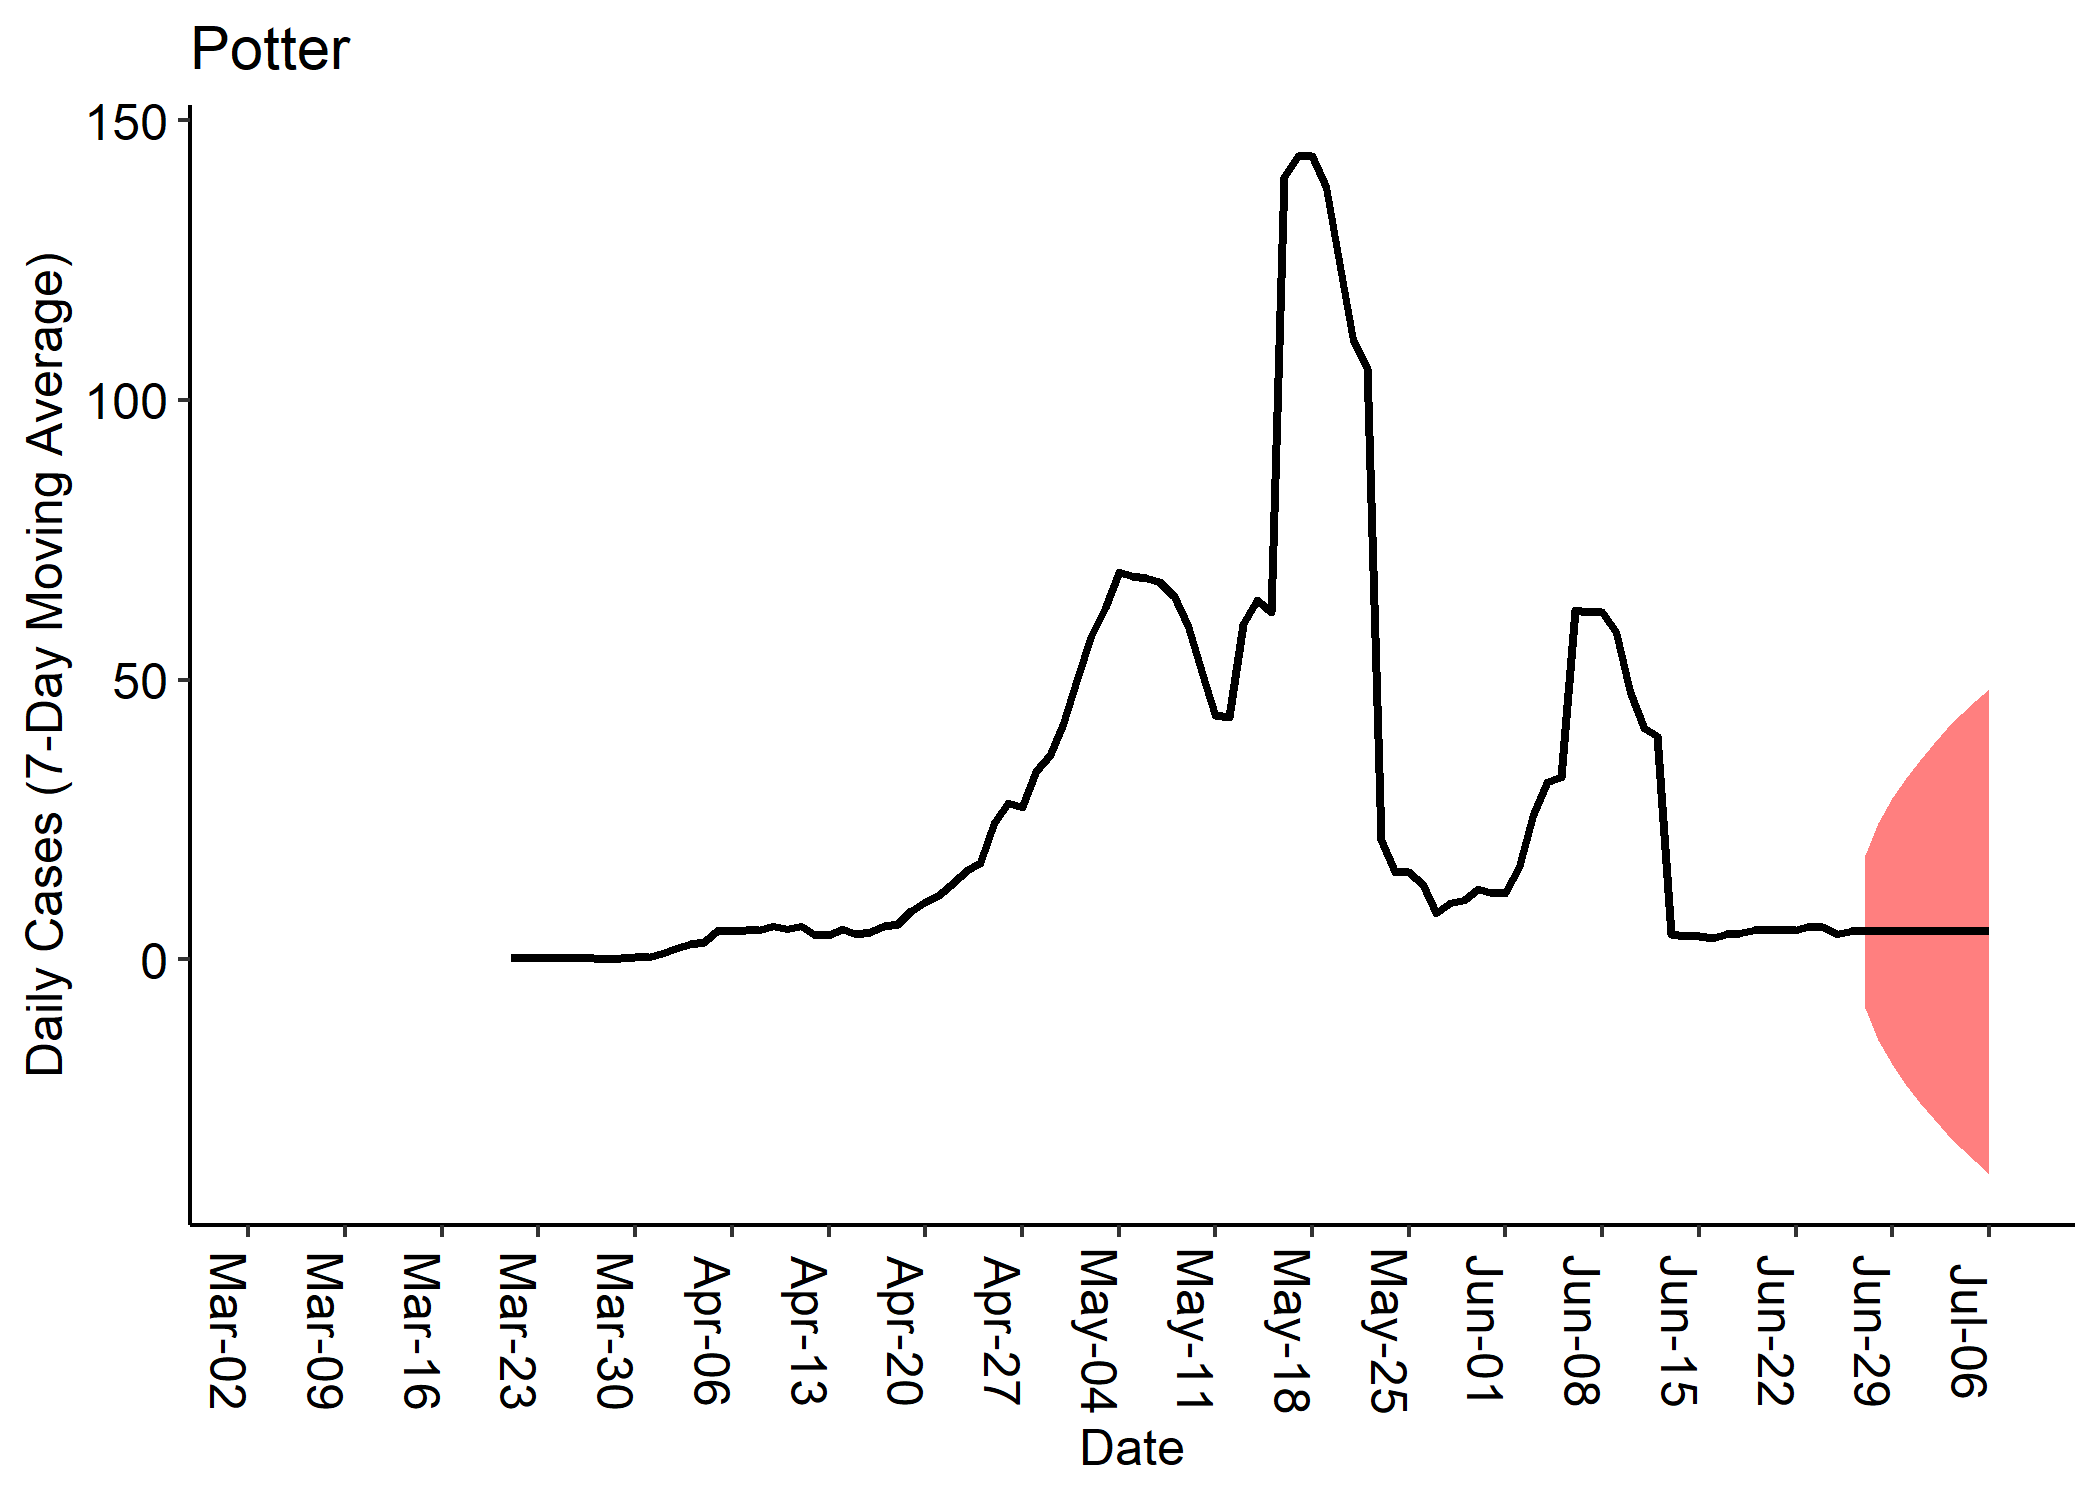 Potter
150
100
50
0
Daily Cases (7-Day Moving Average)
Mar-02
Mar-09
Mar-16
Mar-23
Mar-30
Apr-06
Apr-13
Apr-20
Apr-27
May-04
May-11
May-18
May-25
Jun-01
Jun-08
Jun-15
Jun-22
Jun-29
Jul-06
Date